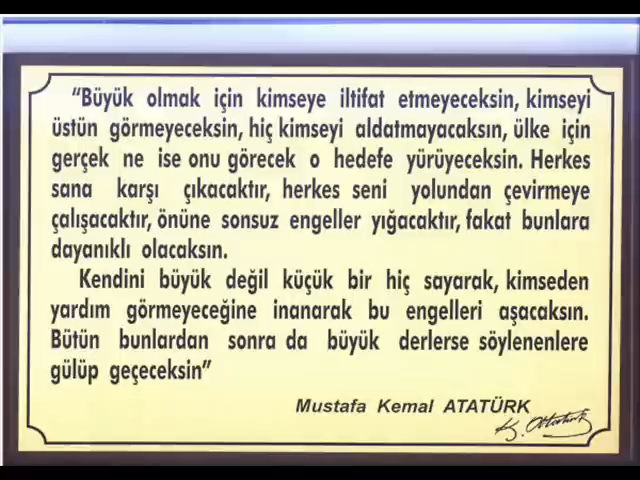 “Büyük olmak için kimseye iltifat etmeyeceksin, kimseyi
üstün görmeyeceksin, hiç kimseyi aldatmayacaksın, ülke için
gerçek ne ise onu görecek o hedefe yürüyeceksin. Herkes
sana karşı çıkacaktır, herkes seni yolundan çevirmeye
çalışacaktır, önüne sonsuz engeller yığacaktır, fakat bunlara
dayanıklı olacaksın.
Kendini büyük değil küçük bir hiç sayarak, kimseden
yardım görmeyeceğine inanarak bu engelleri aşacaksın.
Bütün bunlardan sonra da büyük derlerse söylenenlere
gülüp geçeceksin”
Mustafa Kemal ATATÜRK
K. Atatürk